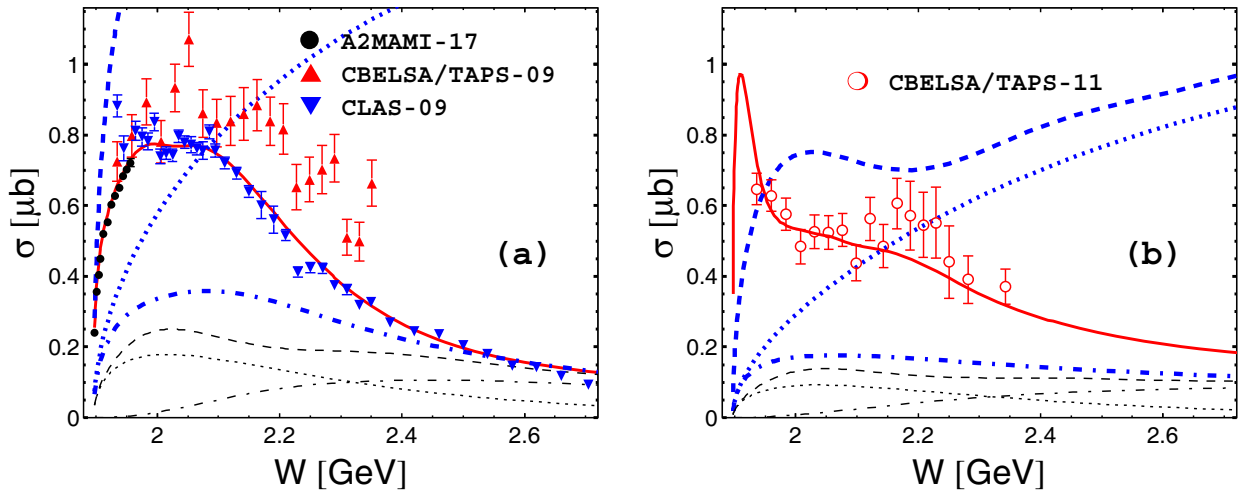 A2MAMI-17
CBELSA/TAPS-09
CLAS-09
(a)
σ [μb]
1
0.8
0.6
0.4
0.2
0
2
2.2
2.4
2.6
W [GeV]
CBELSA/TAPS-11
(b)
σ [μb]
1
0.8
0.6
0.4
0.2
0
2
2.2
2.4
2.6
W [GeV]